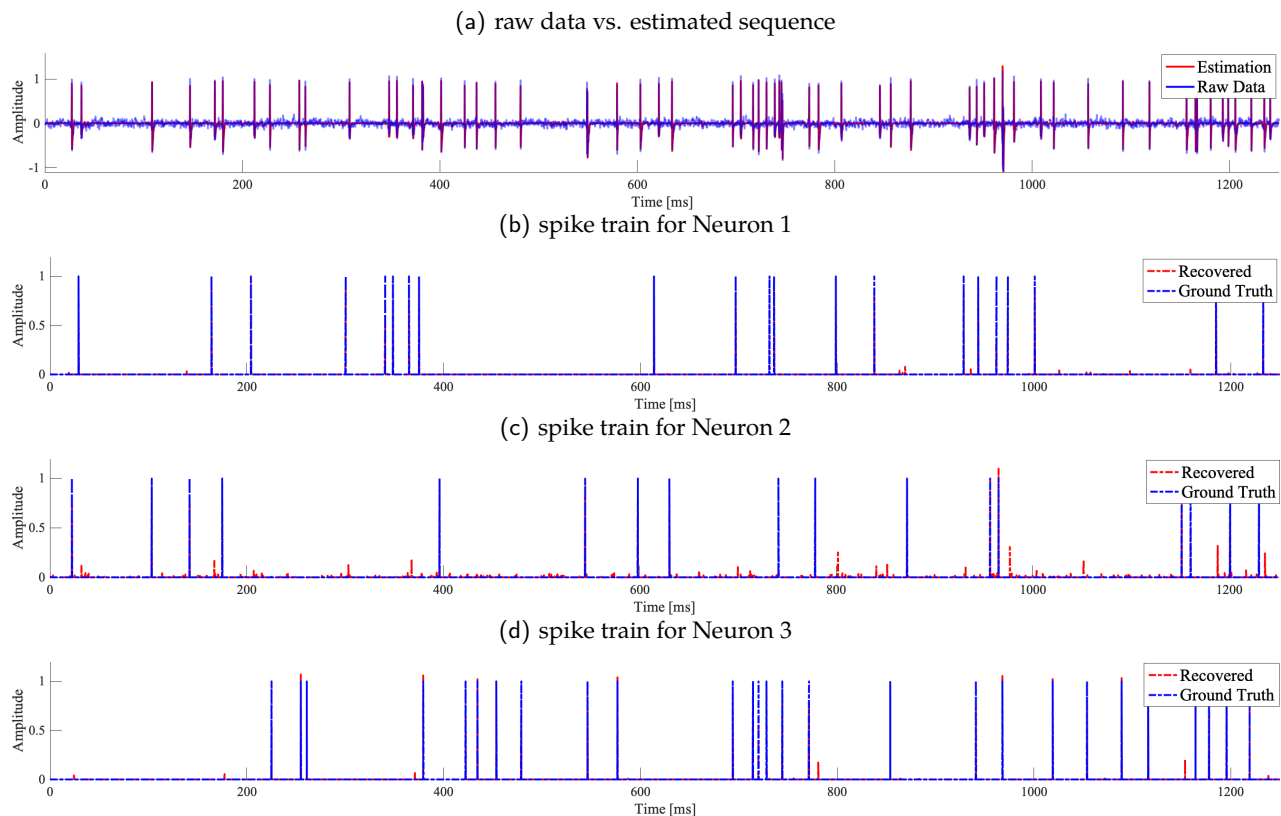 (a) raw data vs. estimated sequence
Estimation
Raw Data
Amplitude
1
0
-1
0 200 400 600 800 1000 1200
Time [ms]
(b) spike train for Neuron 1
Recovered
Ground Truth
Amplitude
1
0.5
0
0 200 400 600 800 1000 1200
Time [ms]
(c) spike train for Neuron 2
Recovered
Ground Truth
Amplitude
1
0.5
0
0 200 400 600 800 1000 1200
Time [ms]
(d) spike train for Neuron 3
Recovered
Ground Truth
Amplitude
1
0.5
0
0 200 400 600 800 1000 1200
Time [ms]